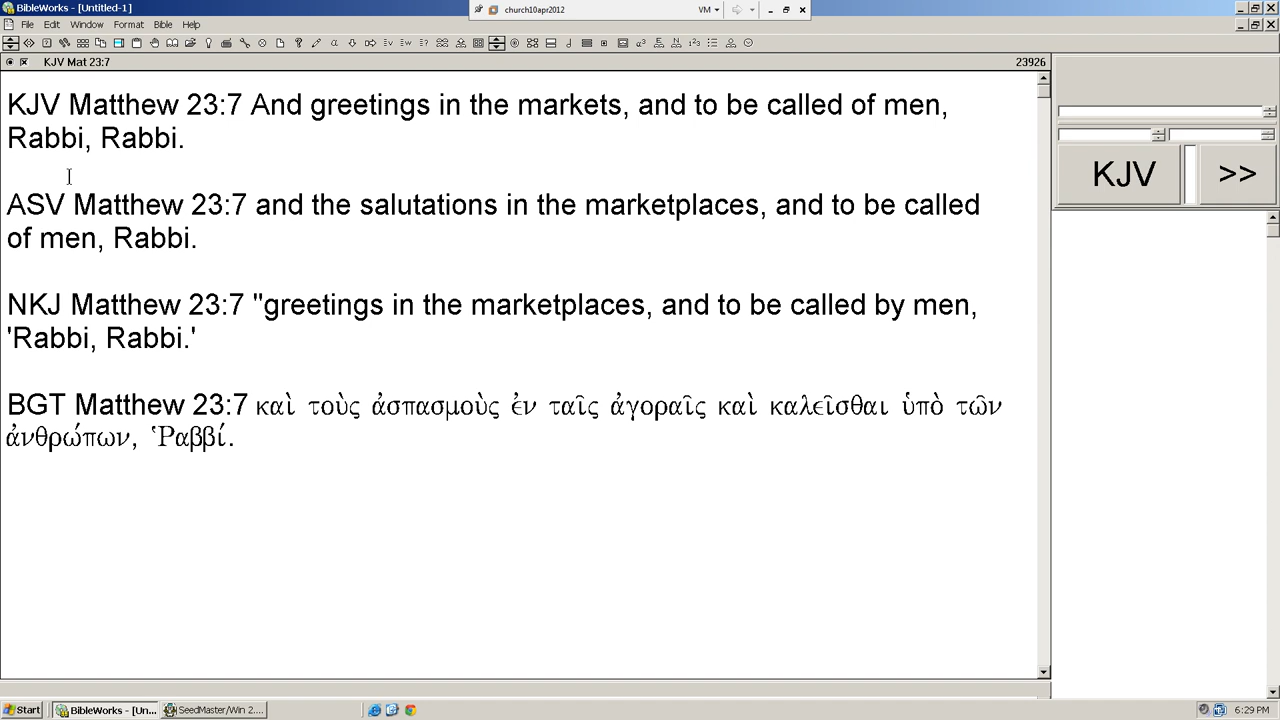 BibleWorks - [Untitled-1]
church10apr2012
VM
File Edit Window Format Bible Help
KJV Mat 23:7
23926
KJV Matthew 23:7 And greetings in the markets, and to be called of men,
Rabbi, Rabbi.
ASV Matthew 23:7 and the salutations in the marketplaces, and to be called
of men, Rabbi.
NKJ Matthew 23:7 "greetings in the marketplaces, and to be called by men,
'Rabbi, Rabbi.'
BGT Matthew 23:7 καὶ τοὺς ἀσπασμοὺς ἐν ταῖς ἀγοραῖς καὶ καλεῖσθαι ὑπὸ τῶν
ἀνθρώπων, Ῥαββί.
KJV
>>
Start
BibleWorks - [Un...
SeedMaster/Win 2....
6:29 PM